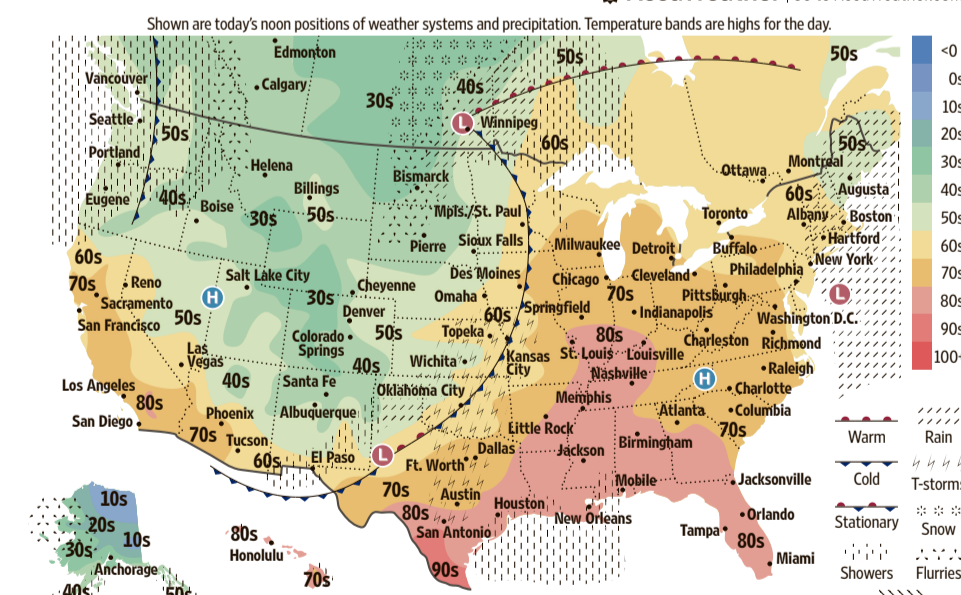 Shown are today's noon positions of weather systems and precipitation. Temperature bands are highs for the day.
Edmonton
50s
50s
<0
Vancouver
Calgary
40s
0s
30s
10s
Seattle
L
Winnipeg
50s
20s
Portland
60s
50s
Helena
Montreal
30s
Bismarck
Ottawa
Billings
Augusta
40s
Eugene
40s
60s
Boise
50s
30s
Mpls./St. Paul
Toronto
Albany
Boston
50s
Pierre
Sioux Falls
Milwaukee
Detroit
Buffalo
Hartford
60s
60s
New York
70s
Salt Lake City
Des Moines
Chicago
Cleveland
Philadelphia
70s
Reno
Cheyenne
H
30s
Omaha
70s
Pittsburgh
L
80s
Sacramento
Denver
60s
Springfield
Indianapolis
Washington D.C.
San Francisco
50s
Colorado
Springs
50s
Topeka
80s
Charleston
Richmond
90s
Las
Vegas
40s
Wichita
Kansas
City
St. Louis
Louisville
100+
40s
Santa Fe
Nashville
H
Raleigh
Los Angeles
80s
Oklahoma City
Memphis
Charlotte
Albuquerque
San Diego
Phoenix
Little Rock
Atlanta
Columbia
70s
Tucson
70s
Birmingham
Warm
Rain
60s
El Paso
L
Dallas
Jackson
Ft. Worth
Cold
T-storms
70s
Mobile
Jacksonville
10s
Austin
80s
Houston
New Orleans
Orlando
Stationary
Snow
20s
San Antonio
Tampa
80s
10s
80s
30s
Honolulu
Miami
Anchorage
70s
90s
Showers
Flurries
40s
50s